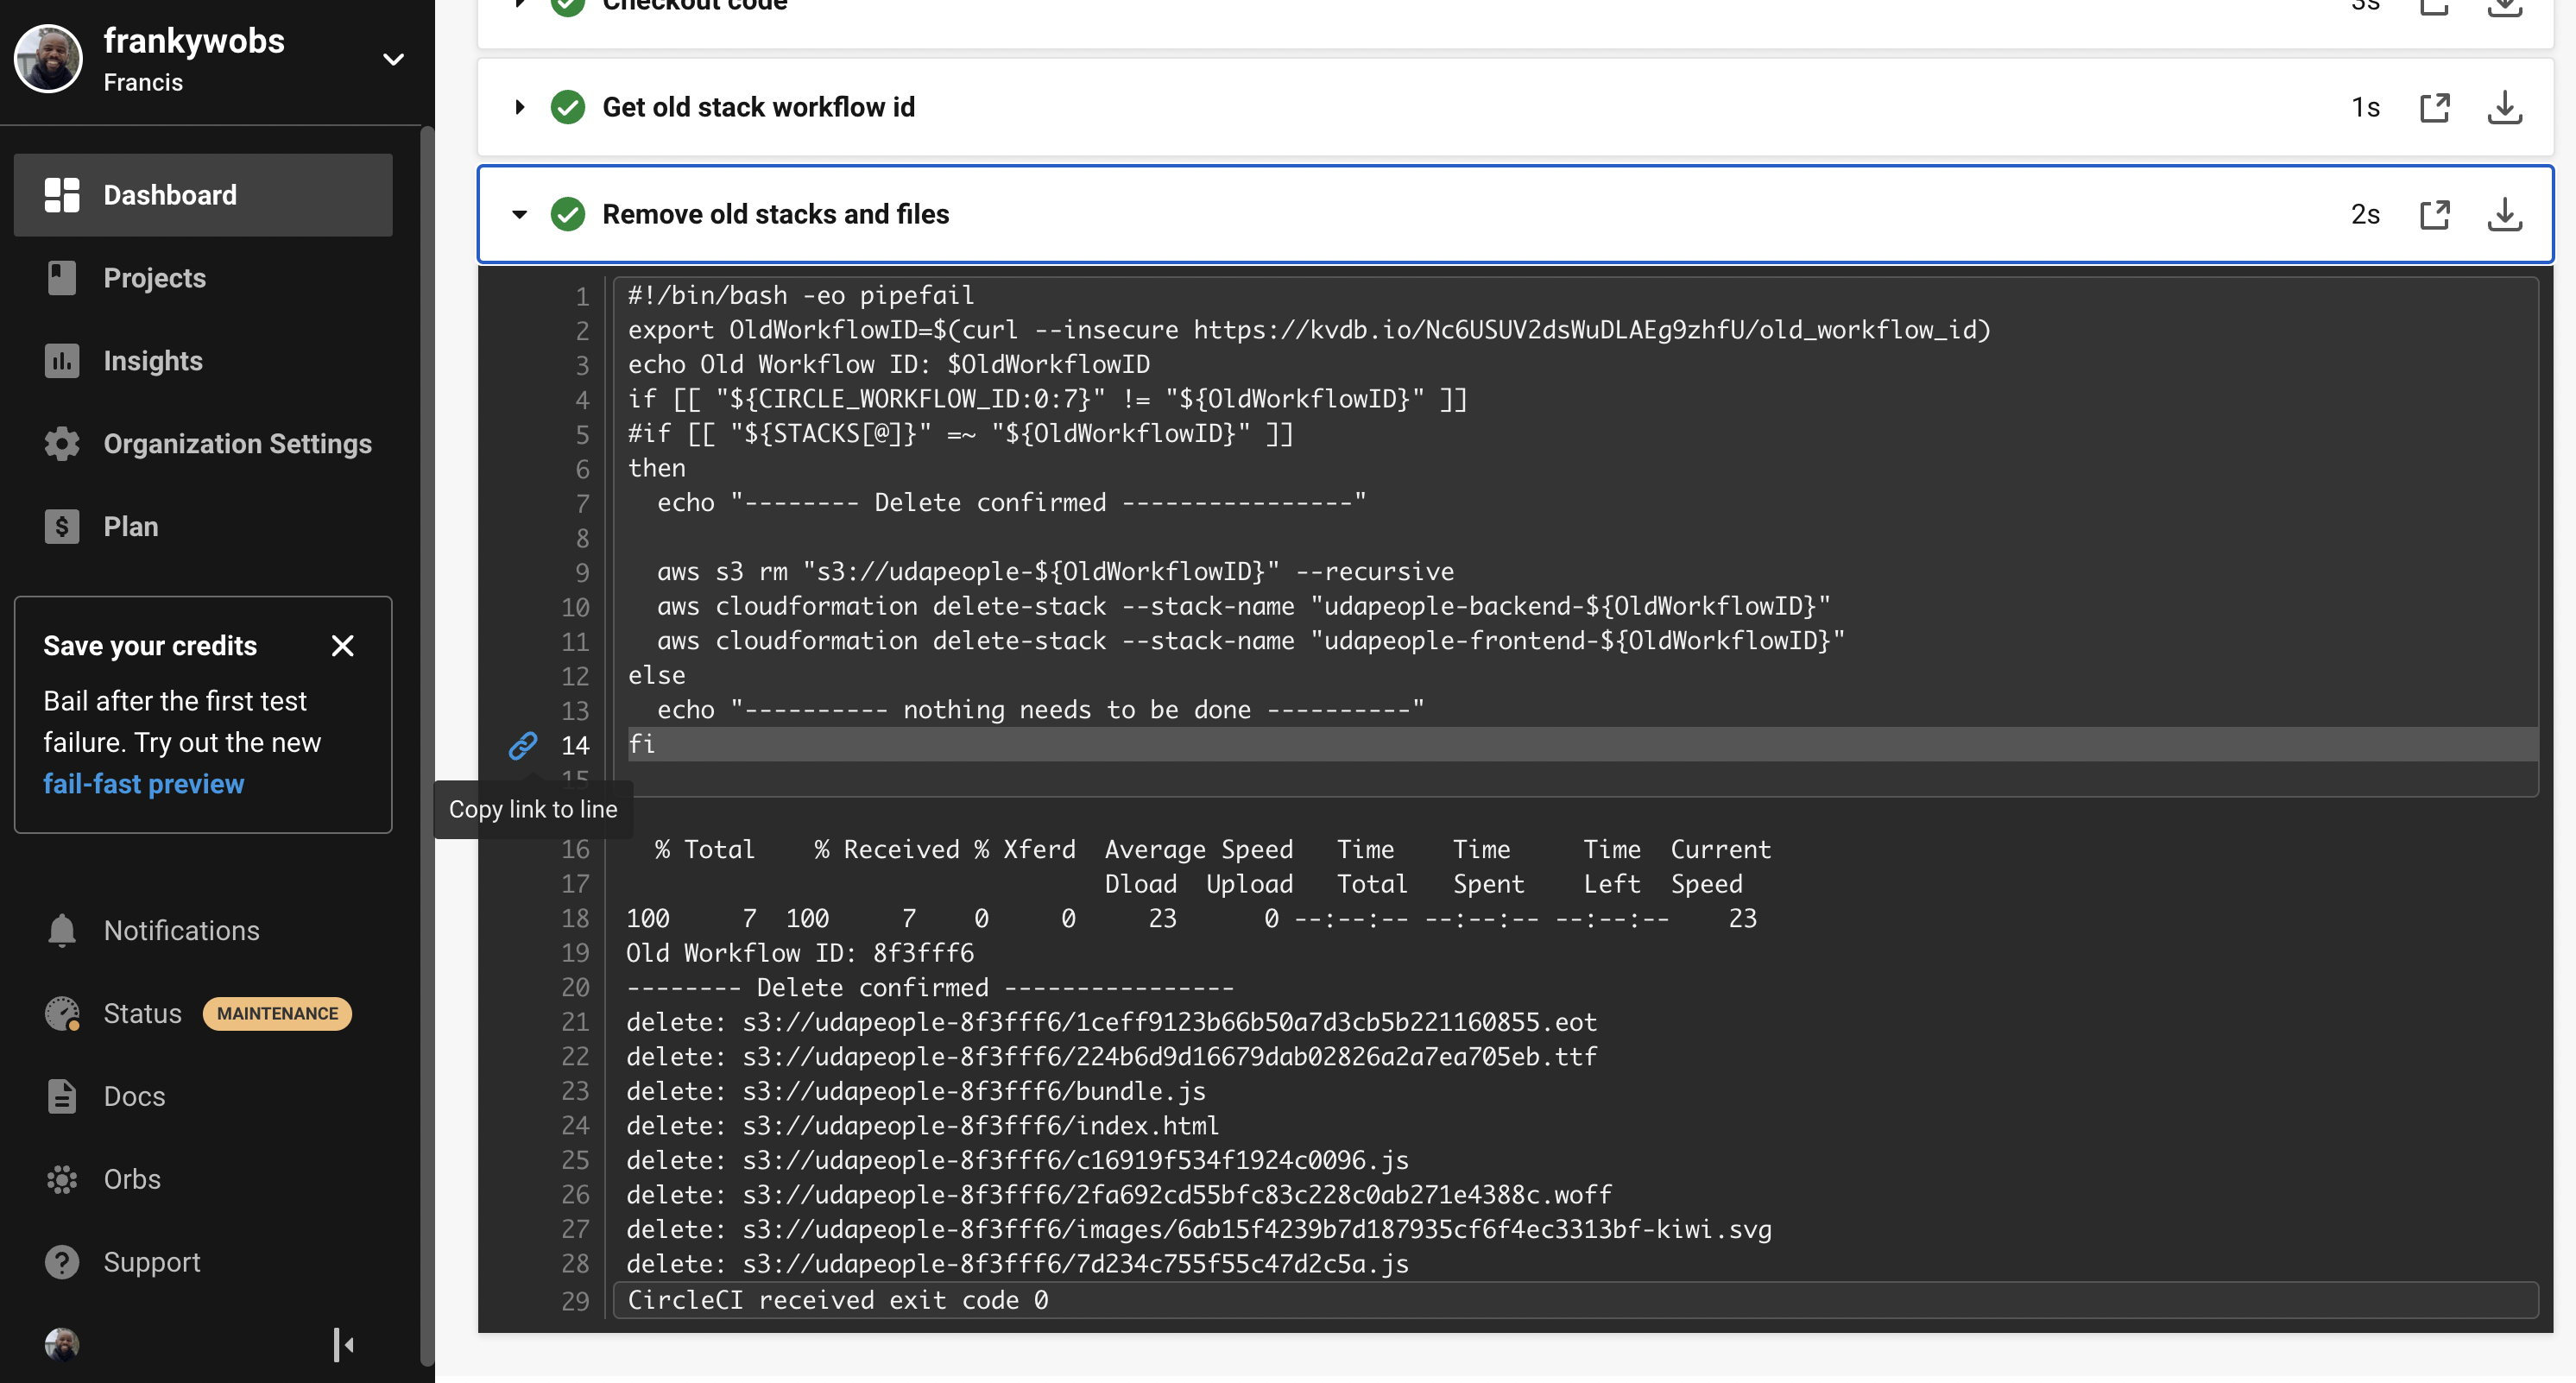 frankywobs
Francis
Dashboard
Projects
Insights
Organization Settings
Plan
Save your credits
Bail after the first test
failure. Try out the new
fail-fast preview
Notifications
Status MAINTENANCE
Docs
Orbs
Support
Checkout code 3s
Get old stack workflow id 1s
Remove old stacks and files 2s
1 #!/bin/bash -eo pipefail
2 export OldWorkflowID=$(curl --insecure https://kvdb.io/Nc6USUV2dsWuDLAEg9zhfU/old_workflow_id)
3 echo Old Workflow ID: $OldWorkflowID
4 if [[ "${CIRCLE_WORKFLOW_ID:0:7}" != "${OldWorkflowID}" ]]
5 #if [[ "${STACKS[@]}" =~ "${OldWorkflowID}" ]]
6 then
7   echo "-------- Delete confirmed ----------------"
8
9   aws s3 rm "s3://udapeople-${OldWorkflowID}" --recursive
10   aws cloudformation delete-stack --stack-name "udapeople-backend-${OldWorkflowID}"
11   aws cloudformation delete-stack --stack-name "udapeople-frontend-${OldWorkflowID}"
12 else
13   echo "---------- nothing needs to be done ----------"
14 fi
15
Copy link to line
16   % Total    % Received % Xferd  Average Speed   Time    Time     Time  Current
17                                  Dload  Upload   Total   Spent    Left  Speed
18 100     7  100     7    0     0     23      0 --:--:-- --:--:-- --:--:--    23
19 Old Workflow ID: 8f3fff6
20 -------- Delete confirmed ----------------
21 delete: s3://udapeople-8f3fff6/1ceff9123b66b50a7d3cb5b221160855.eot
22 delete: s3://udapeople-8f3fff6/224b6d9d16679dab02826a2a7ea705eb.ttf
23 delete: s3://udapeople-8f3fff6/bundle.js
24 delete: s3://udapeople-8f3fff6/index.html
25 delete: s3://udapeople-8f3fff6/c16919f534f1924c0096.js
26 delete: s3://udapeople-8f3fff6/2fa692cd55bfc83c228c0ab271e4388c.woff
27 delete: s3://udapeople-8f3fff6/images/6ab15f4239b7d187935cf6f4ec3313bf-kiwi.svg
28 delete: s3://udapeople-8f3fff6/7d234c755f55c47d2c5a.js
29 CircleCI received exit code 0